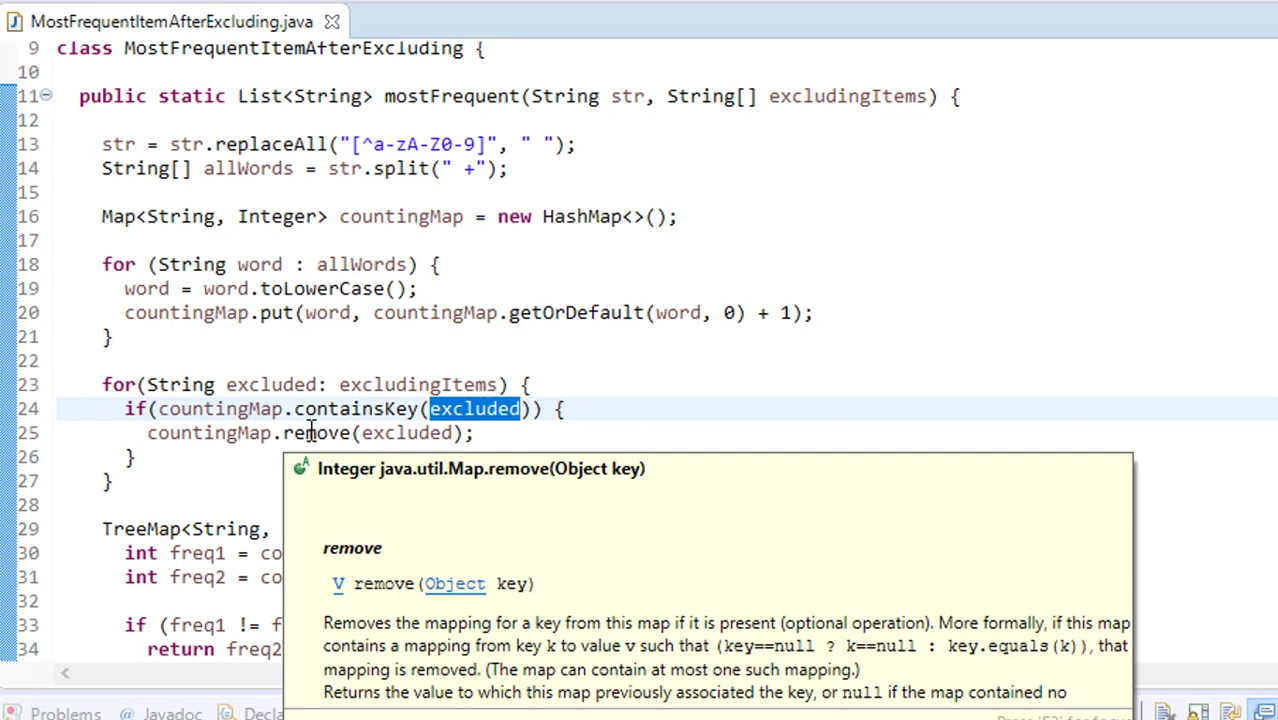 MostFrequentItemAfterExcluding.java
9 class MostFrequentItemAfterExcluding {
10
11 public static List<String> mostFrequent(String str, String[] excludingItems) {
12
13 str = str.replaceAll("[^a-zA-Z0-9]", " ");
14 String[] allWords = str.split(" +");
15
16 Map<String, Integer> countingMap = new HashMap<>();
17
18 for (String word : allWords) {
19 word = word.toLowerCase();
20 countingMap.put(word, countingMap.getOrDefault(word, 0) + 1);
21 }
22
23 for(String excluded: excludingItems) {
24 if(countingMap.containsKey(excluded)) {
25 countingMap.remove(excluded);
26 }
27 }
28
29 TreeMap<String,
30 int freq1 = co
31 int freq2 = co
32
33 if (freq1 != f
34 return freq2
Integer java.util.Map.remove(Object key)
remove
V remove(Object key)
Removes the mapping for a key from this map if it is present (optional operation). More formally, if this map
contains a mapping from key k to value v such that (key==null ? k==null : key.equals(k)), that
mapping is removed. (The map can contain at most one such mapping.)
Returns the value to which this map previously associated the key, or null if the map contained no
Problems @ Javadoc Decla